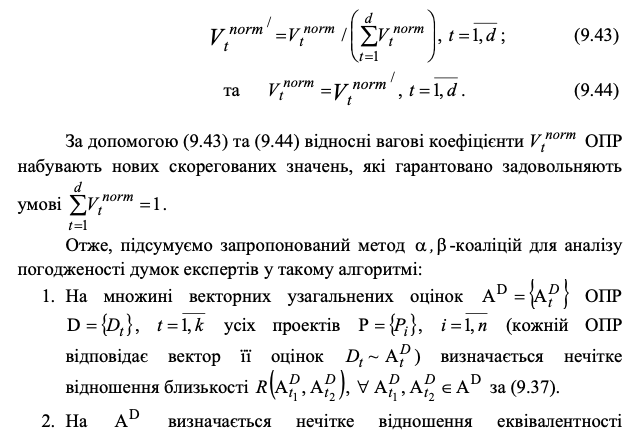 V_t^{norm /} = V_t^{norm} / ( \sum_{t=1}^{d} V_t^{norm} ), t = \overline{1, d} ; (9.43)
та V_t^{norm} = V_t^{norm /}, t = \overline{1, d} . (9.44)
За допомогою (9.43) та (9.44) відносні вагові коефіцієнти V_t^{norm} ОПР
набувають нових скорегованих значень, які гарантовано задовольняють
умові \sum_{t=1}^{d} V_t^{norm} = 1 .
Отже, підсумуємо запропонований метод α , β -коаліцій для аналізу
погодженості думок експертів у такому алгоритмі:
1. На множині векторних узагальнених оцінок A^D = {A_t^D} ОПР
D = {D_t}, t = \overline{1, k} усіх проектів P = {P_i}, i = \overline{1, n} (кожній ОПР
відповідає вектор її оцінок D_t ~ A_t^D ) визначається нечітке
відношення близькості R(A_{t_1}^D , A_{t_2}^D), ∀ A_{t_1}^D , A_{t_2}^D ∈ A^D за (9.37).
2. На A^D визначається нечітке відношення еквівалентності